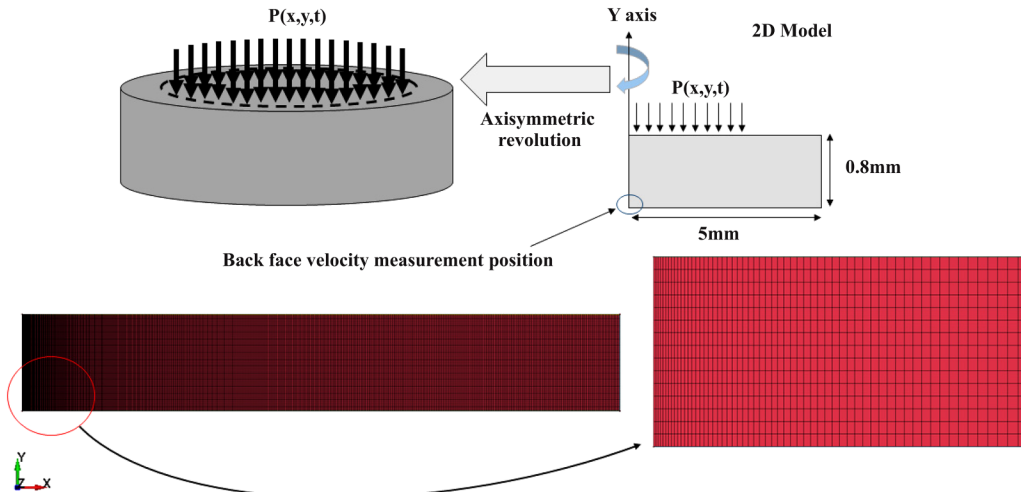 P(x,y,t)
Y axis
2D Model
P(x,y,t)
Axisymmetric
revolution
0.8mm
5mm
Back face velocity measurement position
Y
Z
X